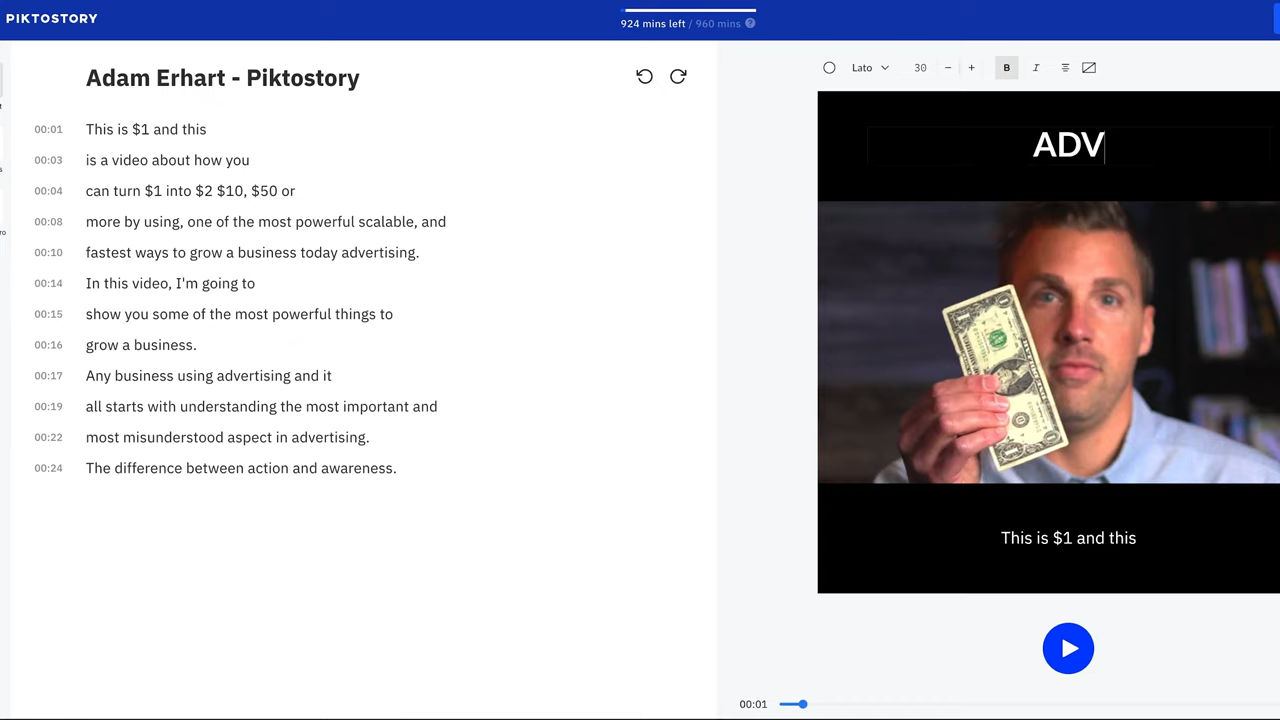 PIKTOSTORY
924 mins left / 960 mins ?
Adam Erhart - Piktostory
00:01 This is $1 and this
00:03 is a video about how you
00:04 can turn $1 into $2 $10, $50 or
00:08 more by using, one of the most powerful scalable, and
00:10 fastest ways to grow a business today advertising.
00:14 In this video, I'm going to
00:15 show you some of the most powerful things to
00:16 grow a business.
00:17 Any business using advertising and it
00:19 all starts with understanding the most important and
00:22 most misunderstood aspect in advertising.
00:24 The difference between action and awareness.
Lato 30 − + B I
ADV
This is $1 and this
00:01